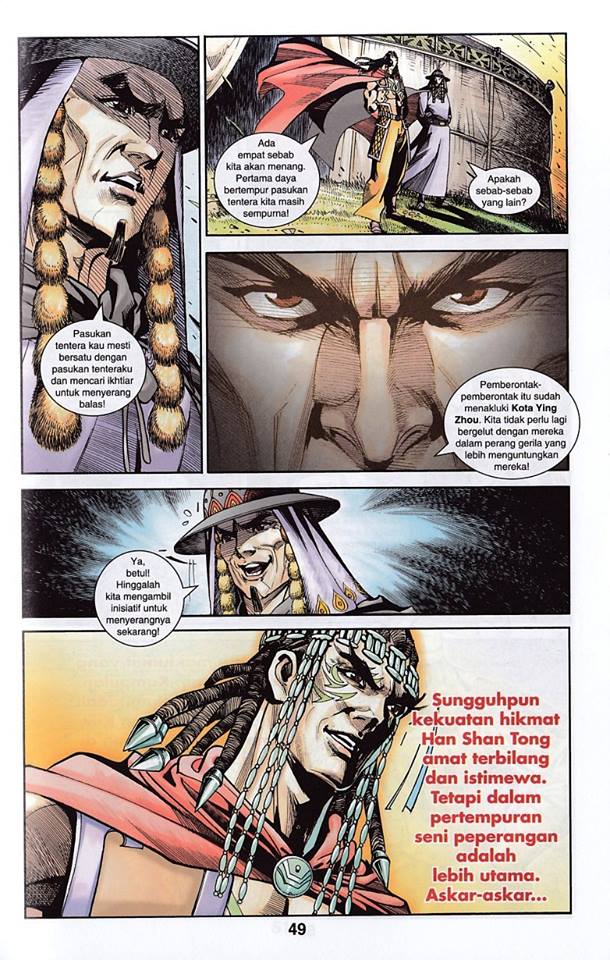 Pasukan
tentera kau mesti
bersatu dengan
pasukan tenteraku
dan mencari ikhtiar
untuk menyerang
balas!
Ada
empat sebab
kita akan menang.
Pertama daya
bertempur pasukan
tentera kita masih
sempurna!
Apakah
sebab-sebab
yang lain?
Pemberontak-
pemberontak itu sudah
menakluki Kota Ying
Zhou. Kita tidak perlu lagi
bergelut dengan mereka
dalam perang gerila yang
lebih menguntungkan
mereka!
Ya,
betul!
Hinggalah
kita mengambil
inisiatif untuk
menyerangnya
sekarang!
Sungguhpun
kekuatan hikmat
Han Shan Tong
amat terbilang
dan istimewa.
Tetapi dalam
pertempuran
seni peperangan
adalah
lebih utama.
Askar-askar...
49